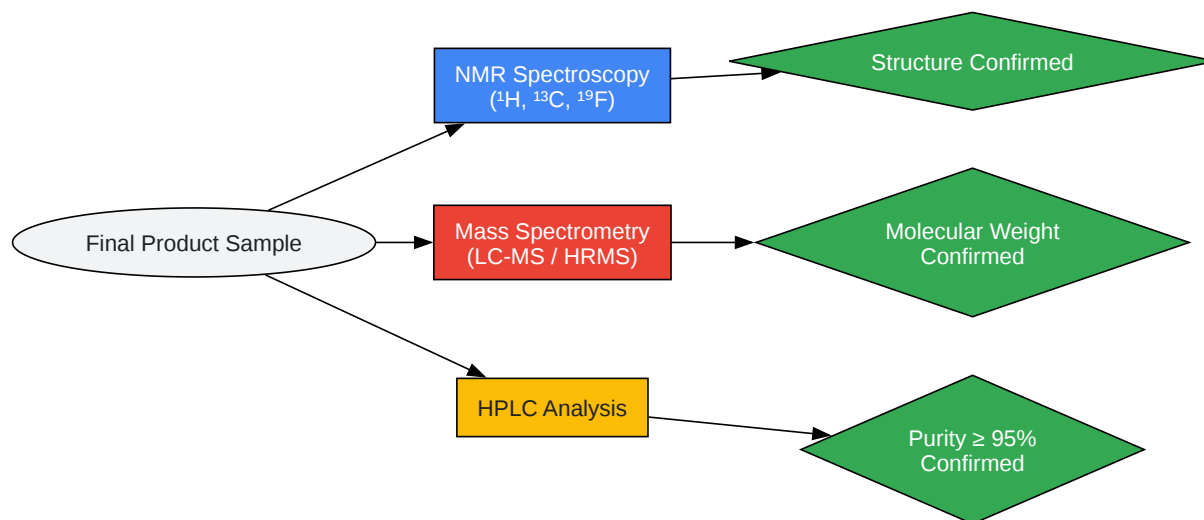 NMR Spectroscopy
(¹H, ¹³C, ¹⁹F)
Structure Confirmed
Final Product Sample
Mass Spectrometry
(LC-MS / HRMS)
Molecular Weight
Confirmed
HPLC Analysis
Purity ≥ 95%
Confirmed